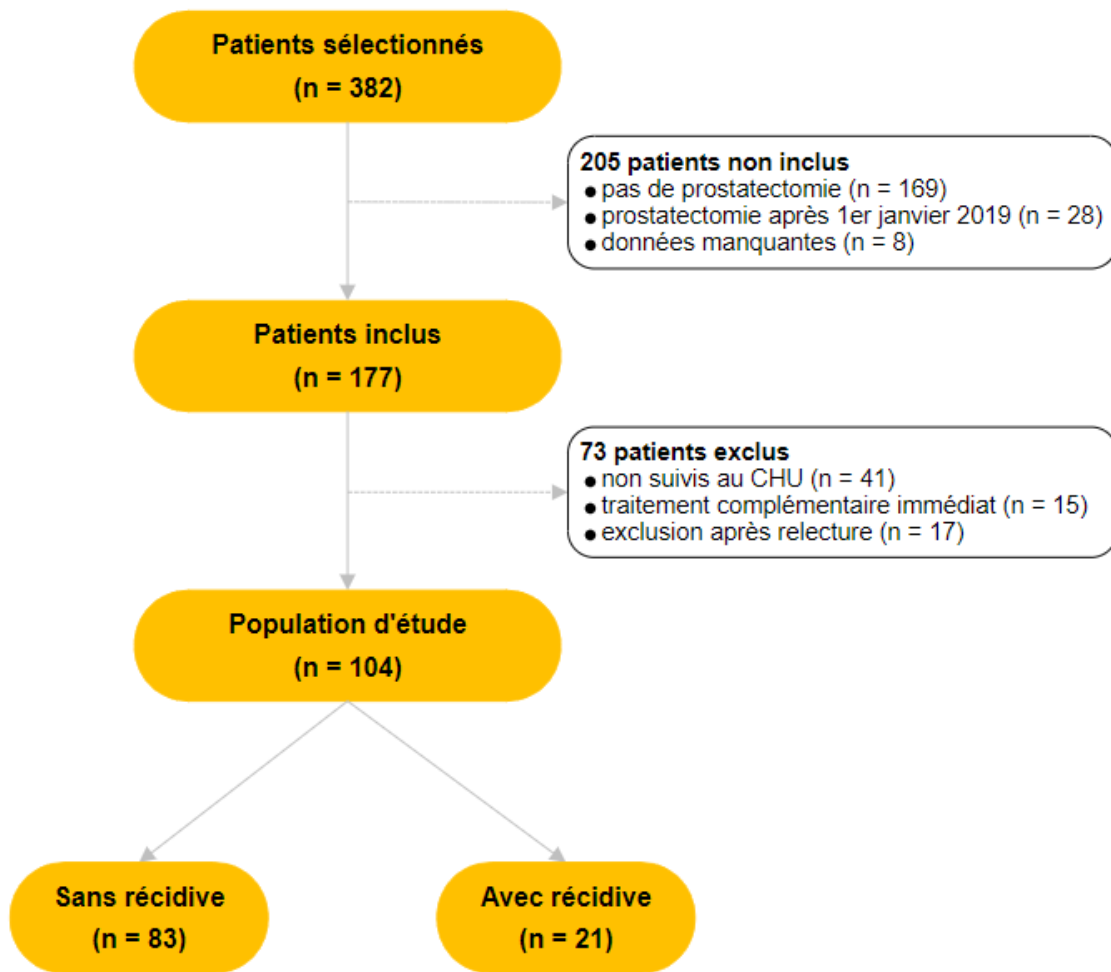 Patients sélectionnés
(n = 382)
205 patients non inclus
● pas de prostatectomie (n = 169)
● prostatectomie après 1er janvier 2019 (n = 28)
● données manquantes (n = 8)
Patients inclus
(n = 177)
73 patients exclus
● non suivis au CHU (n = 41)
● traitement complémentaire immédiat (n = 15)
● exclusion après relecture (n = 17)
Population d'étude
(n = 104)
Sans récidive
(n = 83)
Avec récidive
(n = 21)